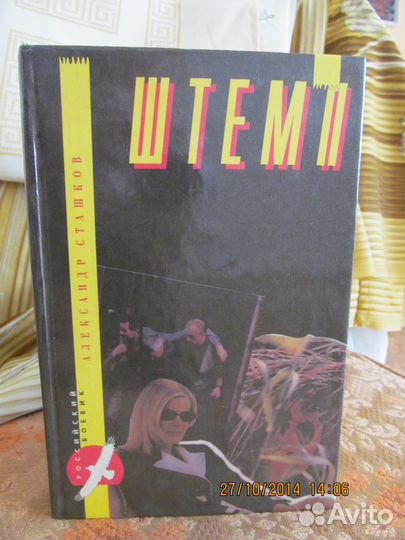 ШТЕМП
АЛЕКСАНДР СТАШКОВ
РОССИЙСКИЙ
БОЕВИК
27/10/2014 14:06
Avito